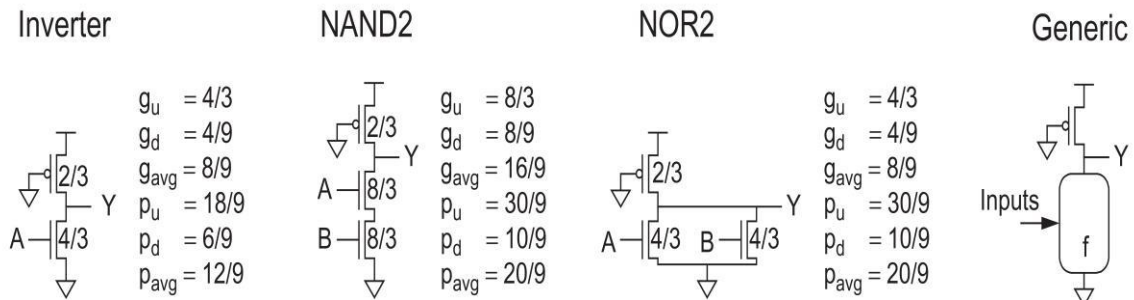 Inverter
2/3
Y
A
4/3
g_u = 4/3
g_d = 4/9
g_avg = 8/9
p_u = 18/9
p_d = 6/9
p_avg = 12/9
NAND2
2/3
Y
A
8/3
B
8/3
g_u = 8/3
g_d = 8/9
g_avg = 16/9
p_u = 30/9
p_d = 10/9
p_avg = 20/9
NOR2
2/3
Y
A
4/3
B
4/3
g_u = 4/3
g_d = 4/9
g_avg = 8/9
p_u = 30/9
p_d = 10/9
p_avg = 20/9
Generic
Y
Inputs
f